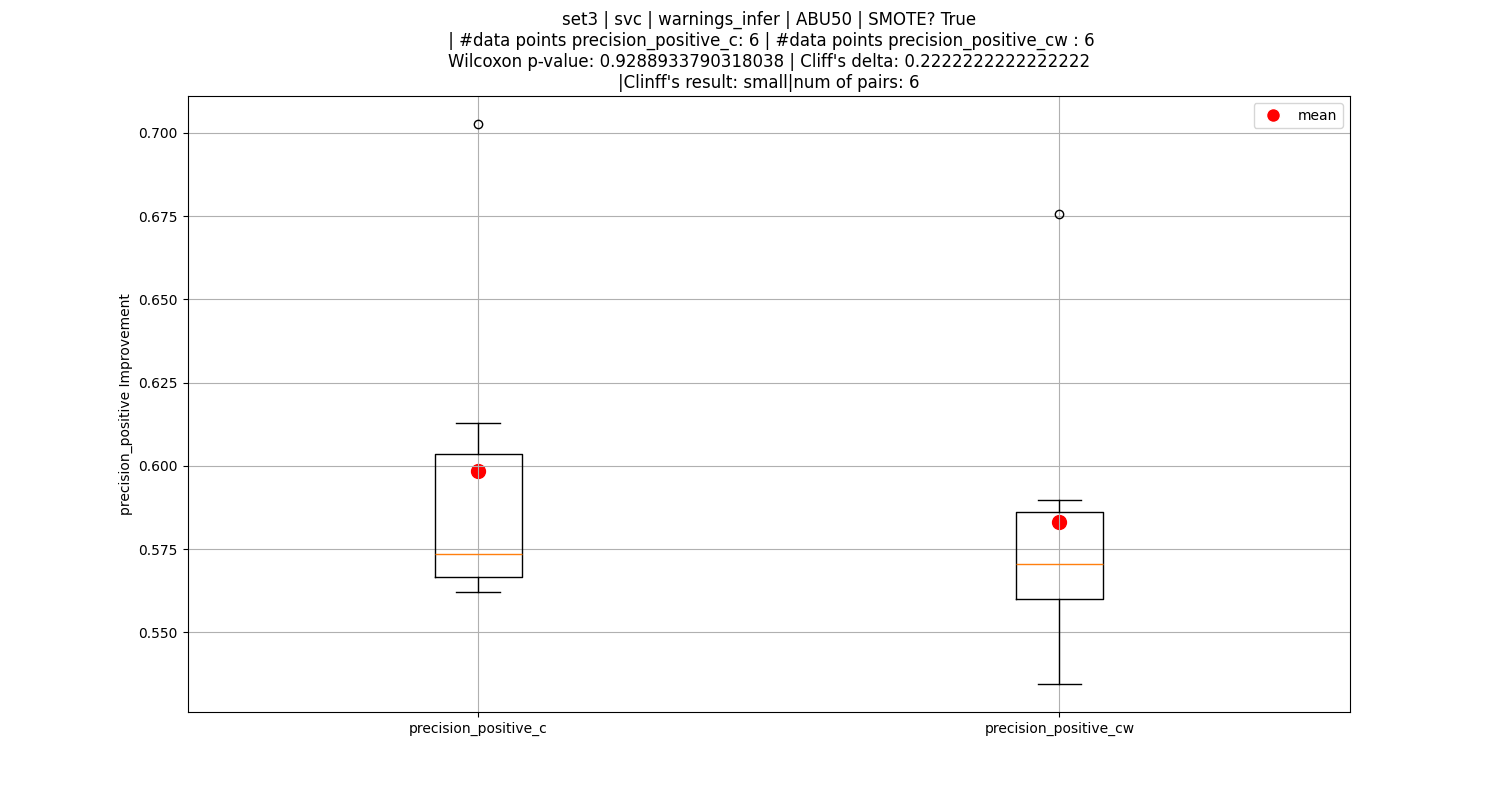 set3 | svc | warnings_infer | ABU50 | SMOTE? True
| #data points precision_positive_c: 6 | #data points precision_positive_cw : 6
Wilcoxon p-value: 0.9288933790318038 | Cliff's delta: 0.2222222222222222
|Clinff's result: small|num of pairs: 6
mean
0.700
0.675
0.650
0.625
0.600
0.575
0.550
precision_positive Improvement
precision_positive_c
precision_positive_cw